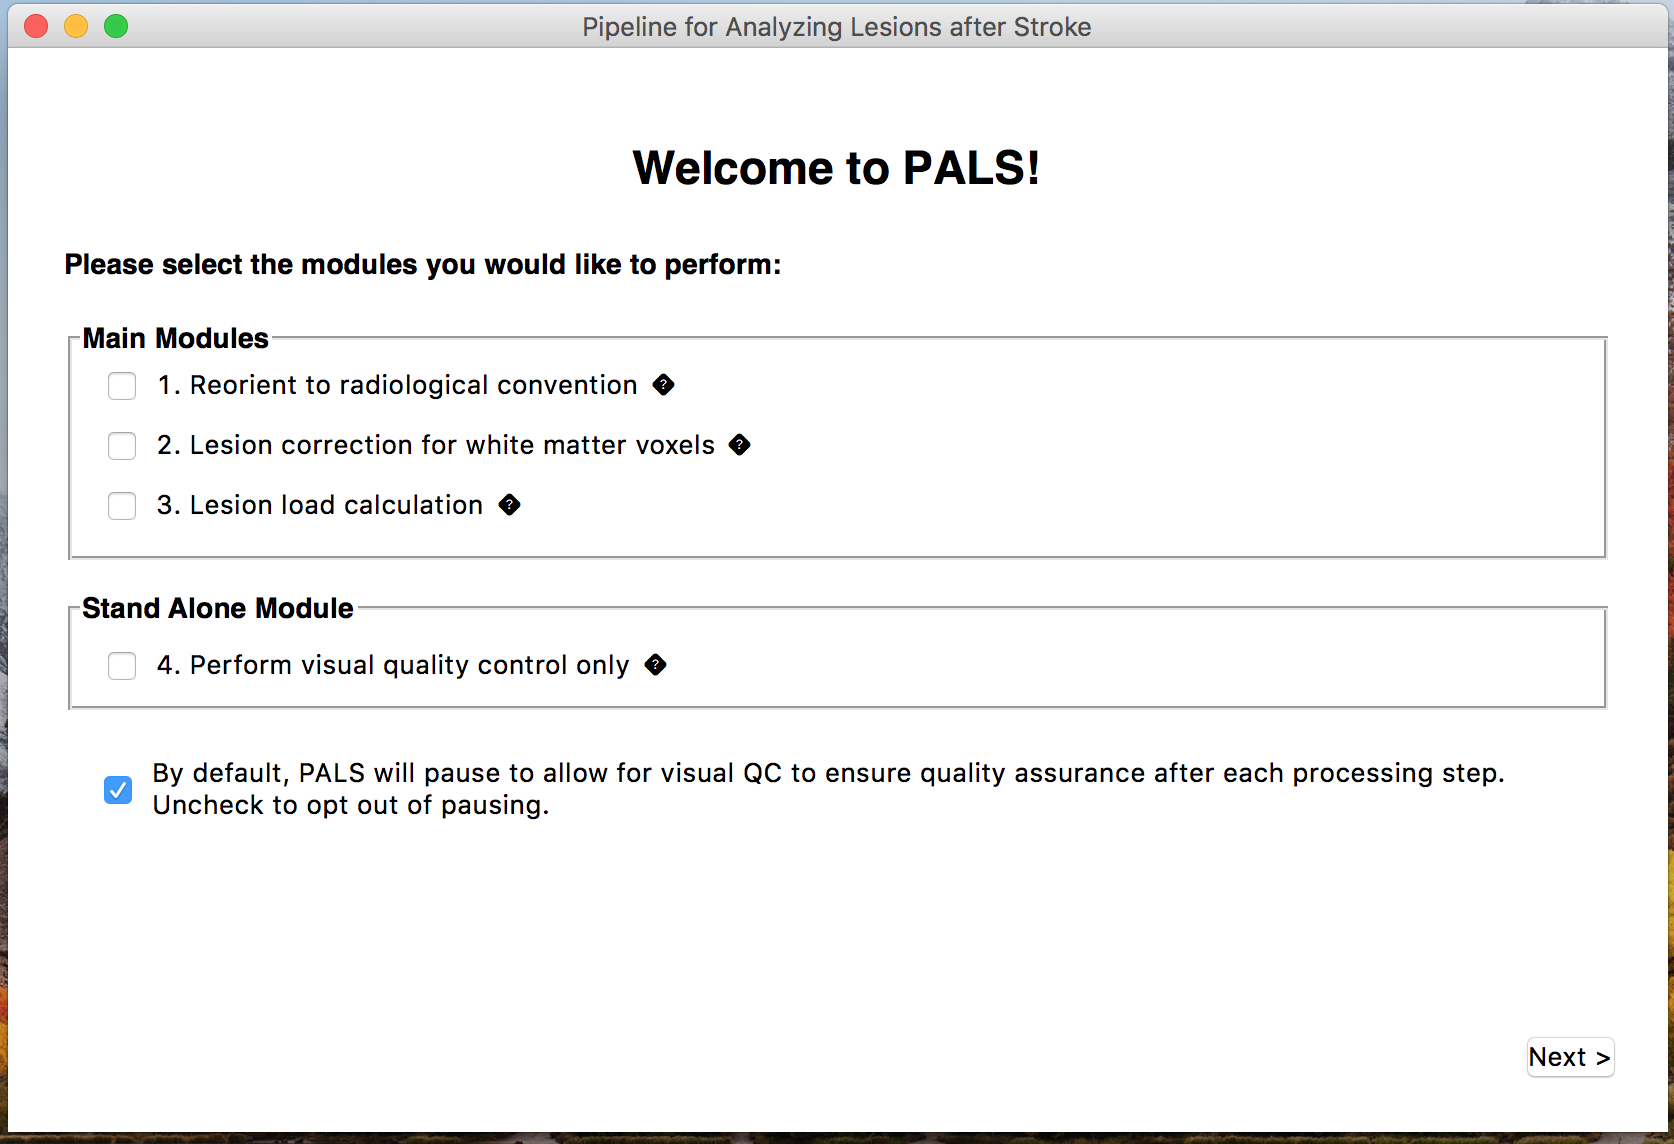 Pipeline for Analyzing Lesions after Stroke
Welcome to PALS!
Please select the modules you would like to perform:
Main Modules
1. Reorient to radiological convention ?
2. Lesion correction for white matter voxels ?
3. Lesion load calculation ?
Stand Alone Module
4. Perform visual quality control only ?
By default, PALS will pause to allow for visual QC to ensure quality assurance after each processing step.
Uncheck to opt out of pausing.
Next >